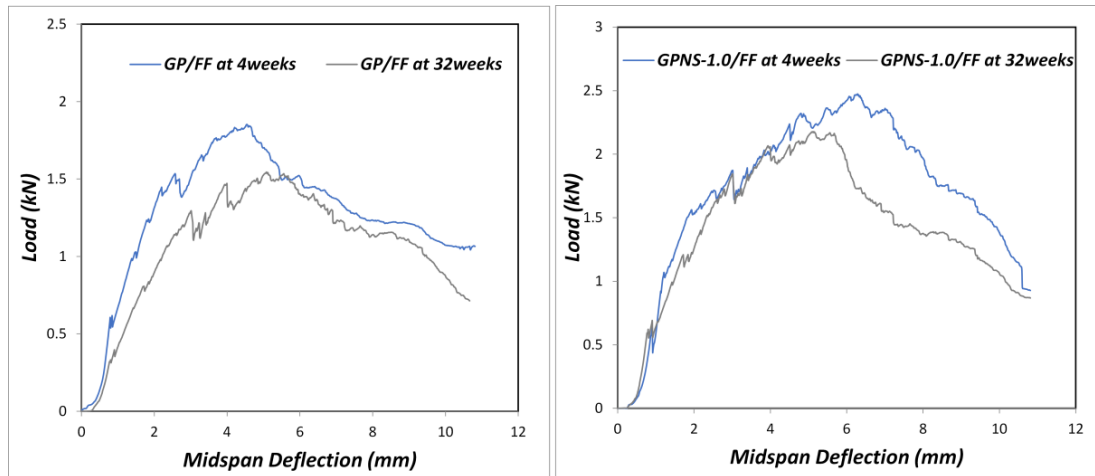 2.5
GP/FF at 4weeks
GP/FF at 32weeks
2
1.5
1
0.5
0
Load (kN)
0 2 4 6 8 10 12
Midspan Deflection (mm)
3
GPNS-1.0/FF at 4weeks
GPNS-1.0/FF at 32weeks
2.5
2
1.5
1
0.5
0
Load (kN)
0 2 4 6 8 10 12
Midspan Deflection (mm)